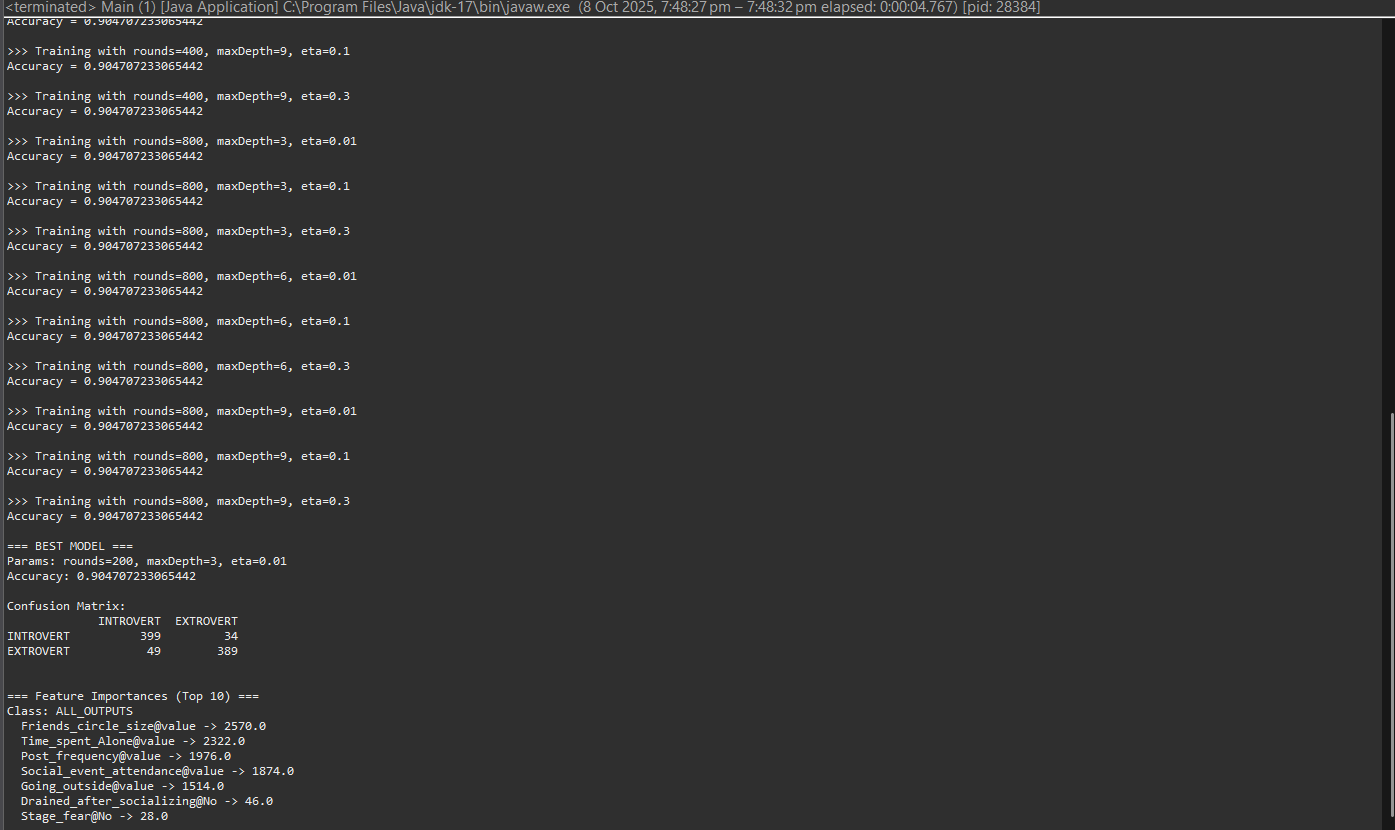 <terminated> Main (1) [Java Application] C:\Program Files\Java\jdk-17\bin\javaw.exe (8 Oct 2025, 7:48:27 pm – 7:48:32 pm elapsed: 0:00:04.767) [pid: 28384]
Accuracy = 0.904707233065442
>>> Training with rounds=400, maxDepth=9, eta=0.1
Accuracy = 0.904707233065442
>>> Training with rounds=400, maxDepth=9, eta=0.3
Accuracy = 0.904707233065442
>>> Training with rounds=800, maxDepth=3, eta=0.01
Accuracy = 0.904707233065442
>>> Training with rounds=800, maxDepth=3, eta=0.1
Accuracy = 0.904707233065442
>>> Training with rounds=800, maxDepth=3, eta=0.3
Accuracy = 0.904707233065442
>>> Training with rounds=800, maxDepth=6, eta=0.01
Accuracy = 0.904707233065442
>>> Training with rounds=800, maxDepth=6, eta=0.1
Accuracy = 0.904707233065442
>>> Training with rounds=800, maxDepth=6, eta=0.3
Accuracy = 0.904707233065442
>>> Training with rounds=800, maxDepth=9, eta=0.01
Accuracy = 0.904707233065442
>>> Training with rounds=800, maxDepth=9, eta=0.1
Accuracy = 0.904707233065442
>>> Training with rounds=800, maxDepth=9, eta=0.3
Accuracy = 0.904707233065442
=== BEST MODEL ===
Params: rounds=200, maxDepth=3, eta=0.01
Accuracy: 0.904707233065442
Confusion Matrix:
INTROVERT EXTROVERT
INTROVERT 399 34
EXTROVERT 49 389
=== Feature Importances (Top 10) ===
Class: ALL_OUTPUTS
Friends_circle_size@value -> 2570.0
Time_spent_Alone@value -> 2322.0
Post_frequency@value -> 1976.0
Social_event_attendance@value -> 1874.0
Going_outside@value -> 1514.0
Drained_after_socializing@No -> 46.0
Stage_fear@No -> 28.0